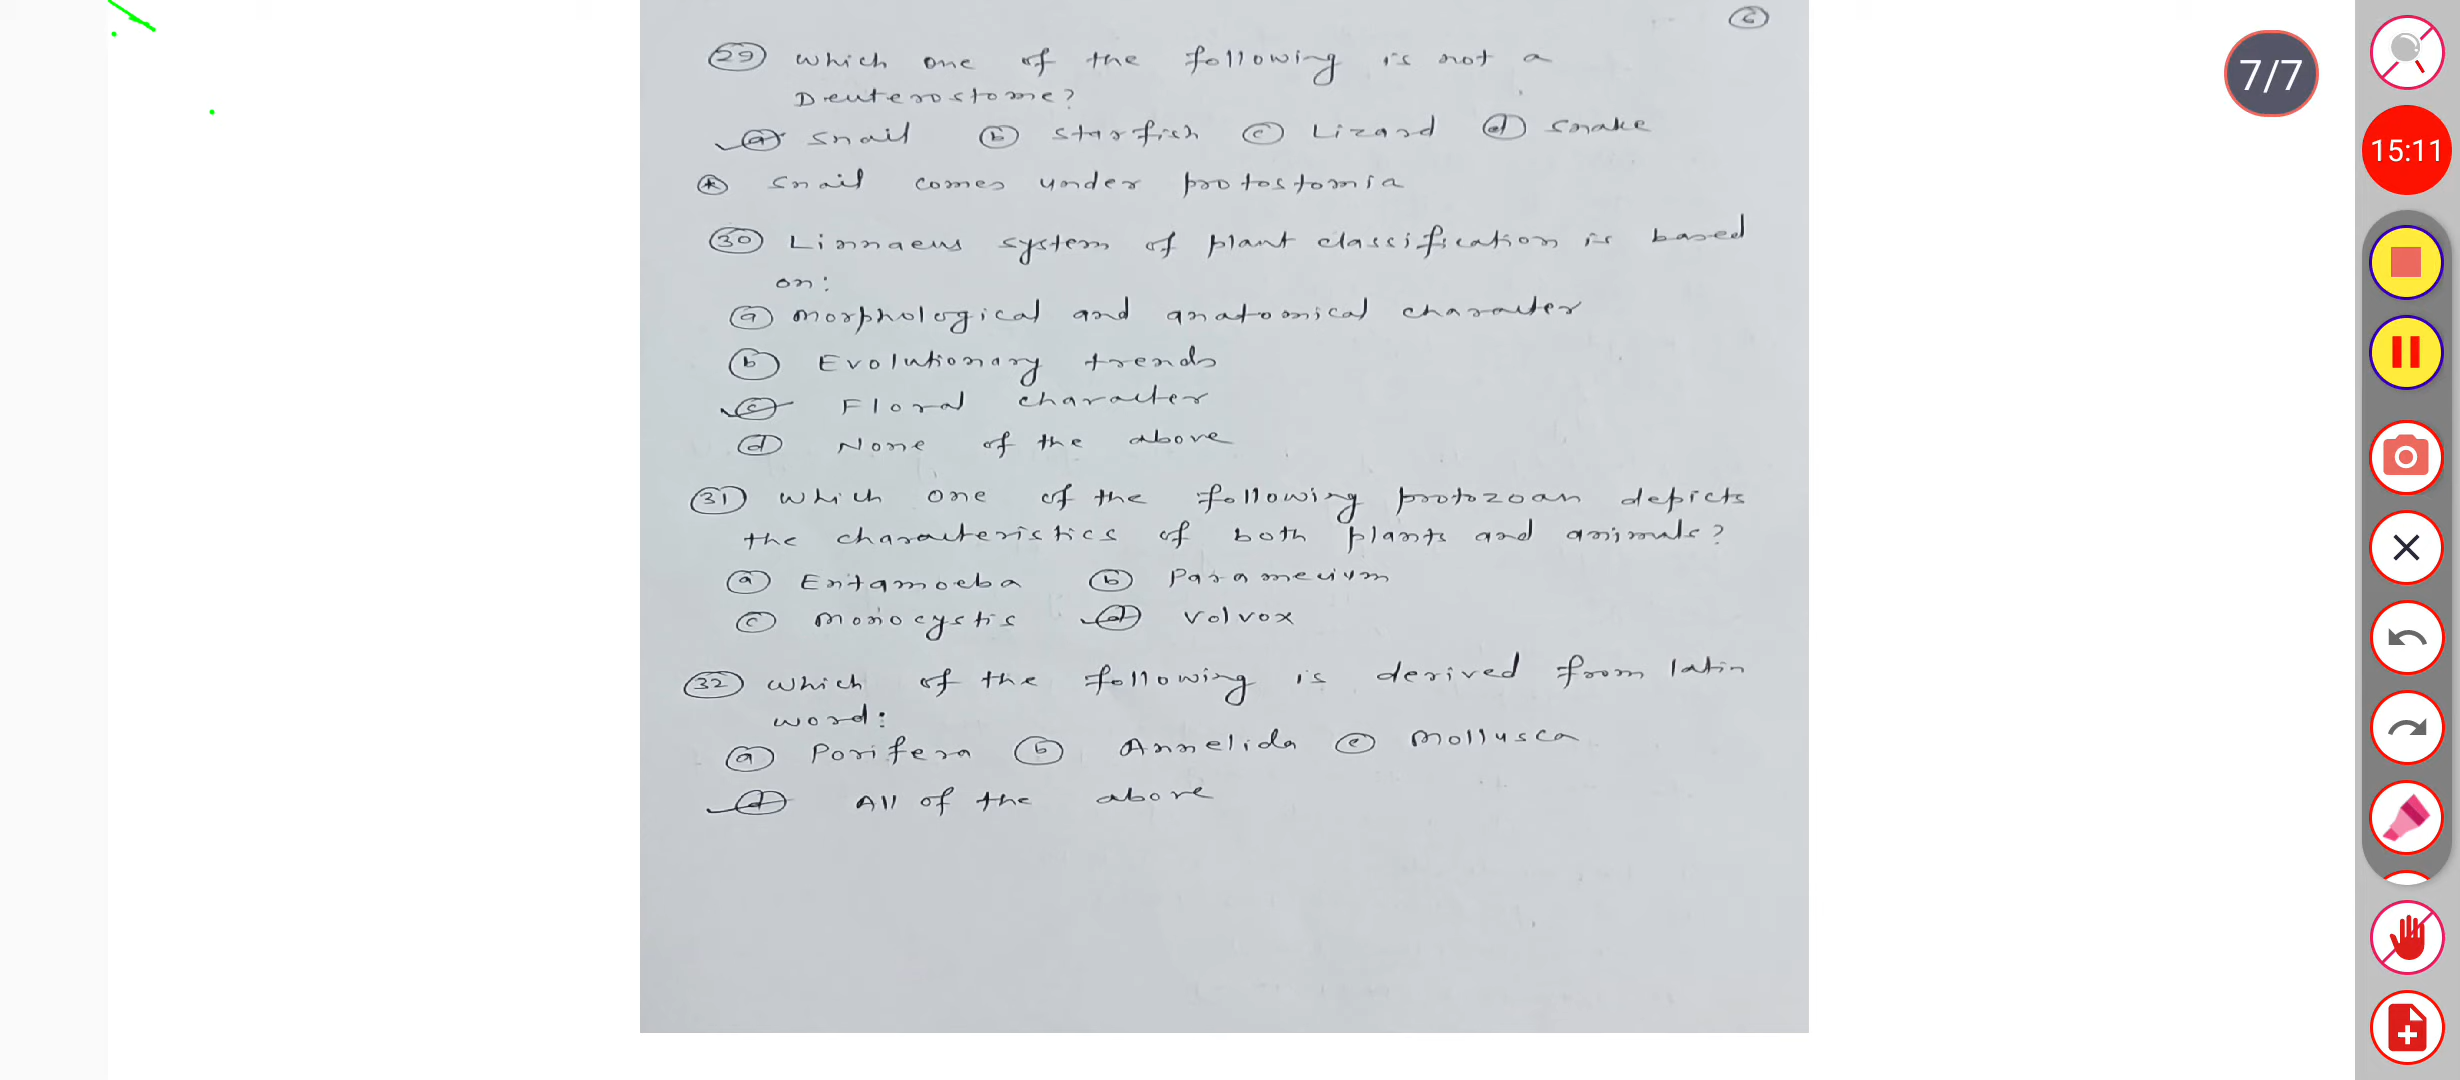 6
29 Which one of the following is not a
Deuterostome?
a snail b starfish c Lizard d snake
* Snail comes under protostomia
30 Linnaeus system of plant classification is based
on:
a morphological and anatomical character
b Evolutionary trends
c Floral character
d None of the above
31 Which one of the following protozoan depicts
the characteristics of both plants and animals?
a Entamoeba b Paramecium
c monocystis d Volvox
32 Which of the following is derived from latin
word:
a Porifera b Annelida c mollusca
d All of the above
7/7
15:11